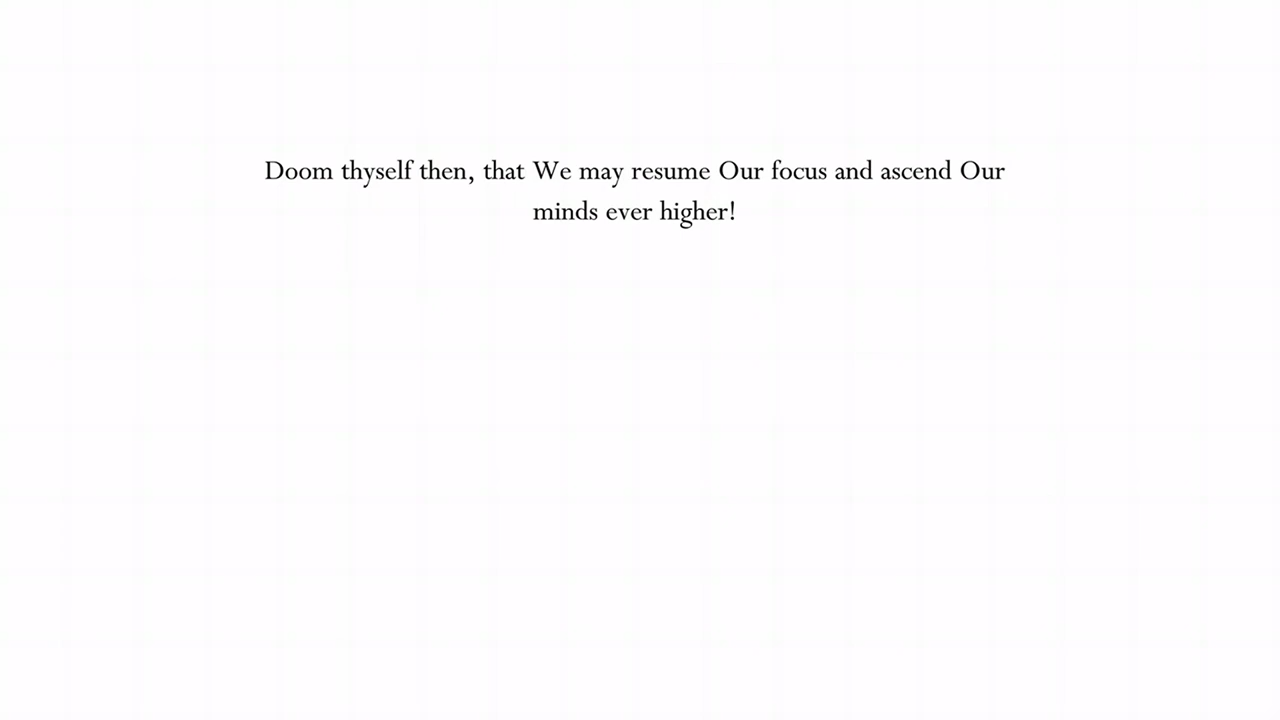 Doom thyself then, that We may resume Our focus and ascend Our
minds ever higher!